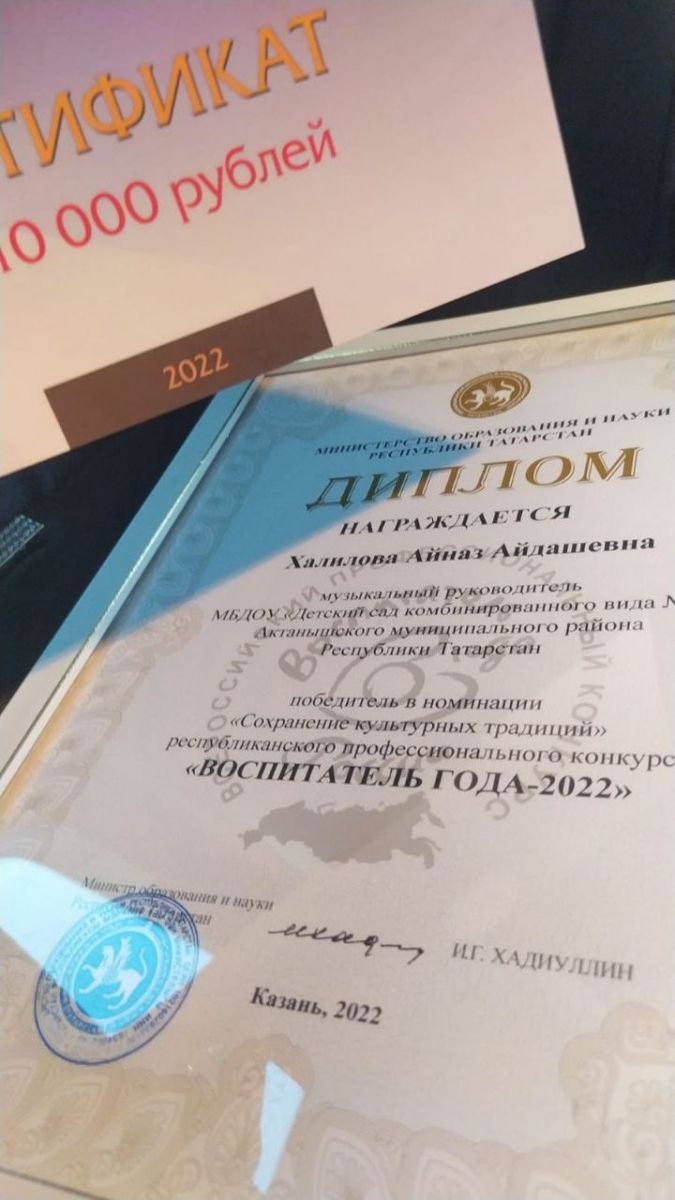 ТИФИКАТ
10 000 рублей
2022
МИНИСТЕРСТВО ОБРАЗОВАНИЯ И НАУКИ
РЕСПУБЛИКИ ТАТАРСТАН
ДИПЛОМ
НАГРАЖДАЕТСЯ
Халилова Айназ Айдашевна
музыкальный руководитель
МБДОУ «Детский сад комбинированного вида №
Актанышского муниципального района
Республики Татарстан
победитель в номинации
«Сохранение культурных традиций»
республиканского профессионального конкурс
«ВОСПИТАТЕЛЬ ГОДА-2022»
Министр образования и науки
И.Г. ХАДИУЛЛИН
Казань, 2022